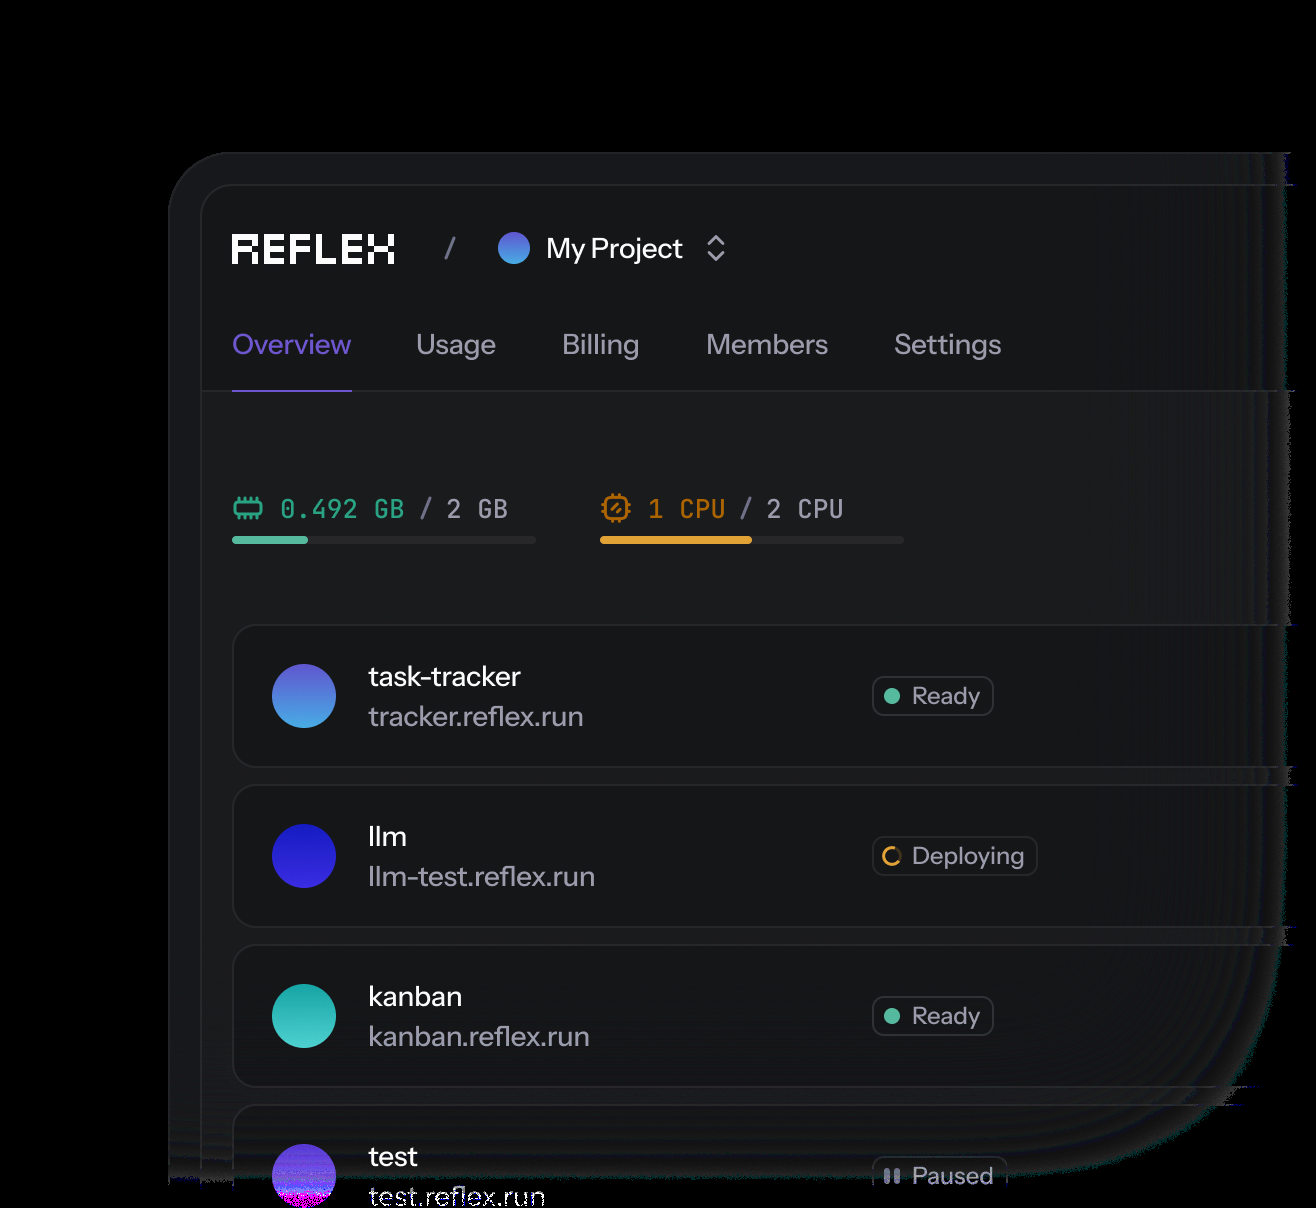 REFLEX / My Project
Overview Usage Billing Members Settings
0.492 GB / 2 GB 1 CPU / 2 CPU
task-tracker
tracker.reflex.run
Ready
llm
llm-test.reflex.run
Deploying
kanban
kanban.reflex.run
Ready
test
test.reflex.run
Paused